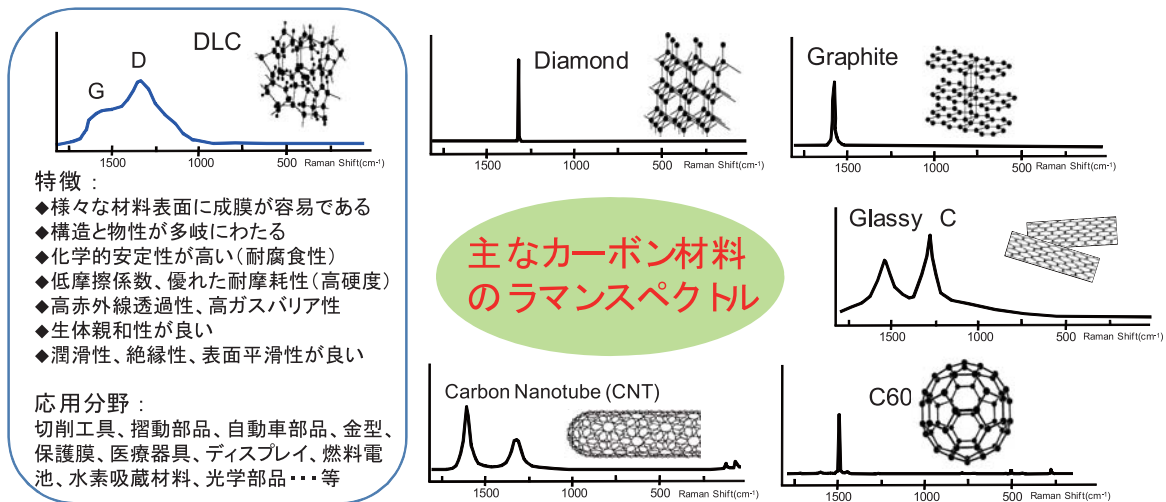 DLC
D
G
1500 1000 500 Raman Shift(cm-1)
特徴：
◆様々な材料表面に成膜が容易である
◆構造と物性が多岐にわたる
◆化学的安定性が高い(耐腐食性)
◆低摩擦係数、優れた耐摩耗性(高硬度)
◆高赤外線透過性、高ガスバリア性
◆生体親和性が良い
◆潤滑性、絶縁性、表面平滑性が良い
応用分野：
切削工具、摺動部品、自動車部品、金型、
保護膜、医療器具、ディスプレイ、燃料電
池、水素吸蔵材料、光学部品・・・等
Diamond
1500 1000 500 Raman Shift(cm-1)
Graphite
1500 1000 500 Raman Shift(cm-1)
主なカーボン材料
のラマンスペクトル
Glassy C
1500 1000 500 Raman Shift(cm-1)
Carbon Nanotube (CNT)
1500 1000 500 Raman Shift(cm-1)
C60
1500 1000 500 Raman Shift(cm-1)